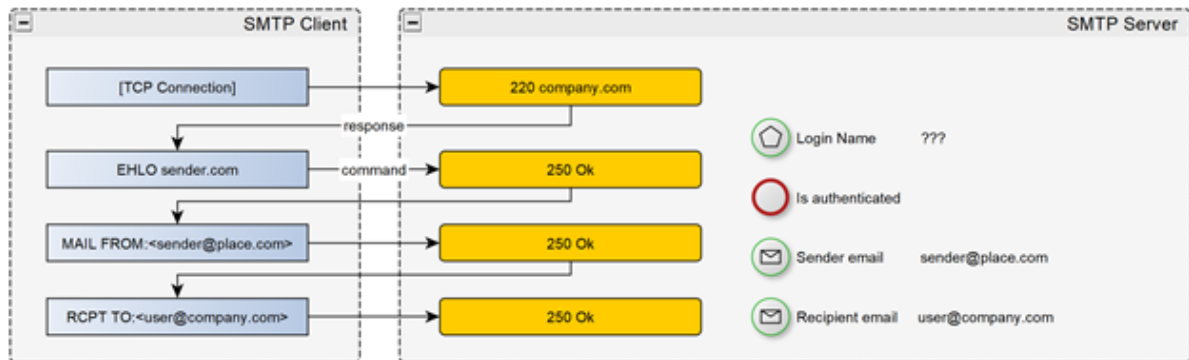 SMTP Client
SMTP Server
[TCP Connection]
220 company.com
response
Login Name ???
EHLO sender.com
command
250 Ok
Is authenticated
MAIL FROM:<sender@place.com>
250 Ok
Sender email sender@place.com
RCPT TO:<user@company.com>
250 Ok
Recipient email user@company.com